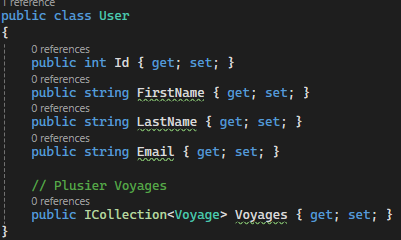 1 reference
public class User
{
0 references
public int Id { get; set; }
0 references
public string FirstName { get; set; }
0 references
public string LastName { get; set; }
0 references
public string Email { get; set; }
// Plusier Voyages
0 references
public ICollection<Voyage> Voyages { get; set; }
}